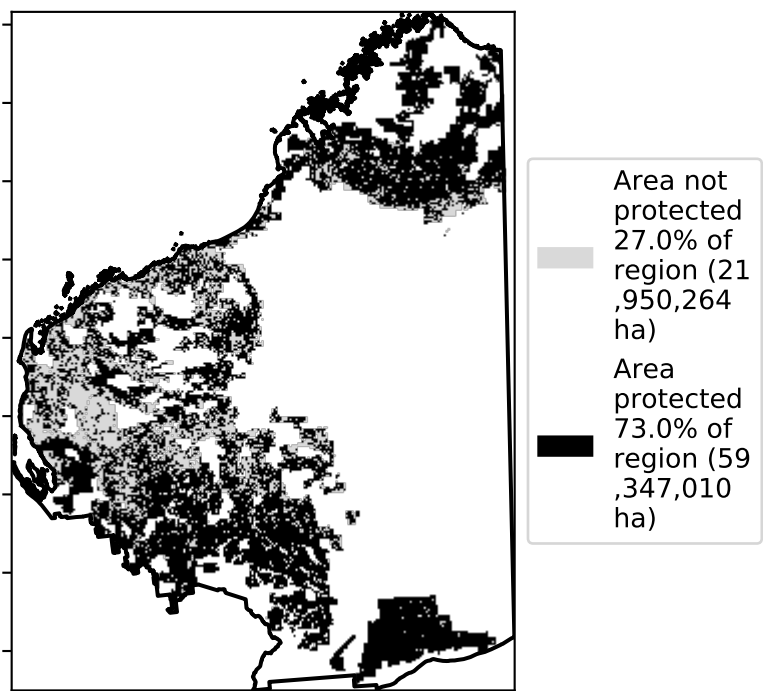 Area not
protected
27.0% of
region (21
,950,264
ha)
Area
protected
73.0% of
region (59
,347,010
ha)